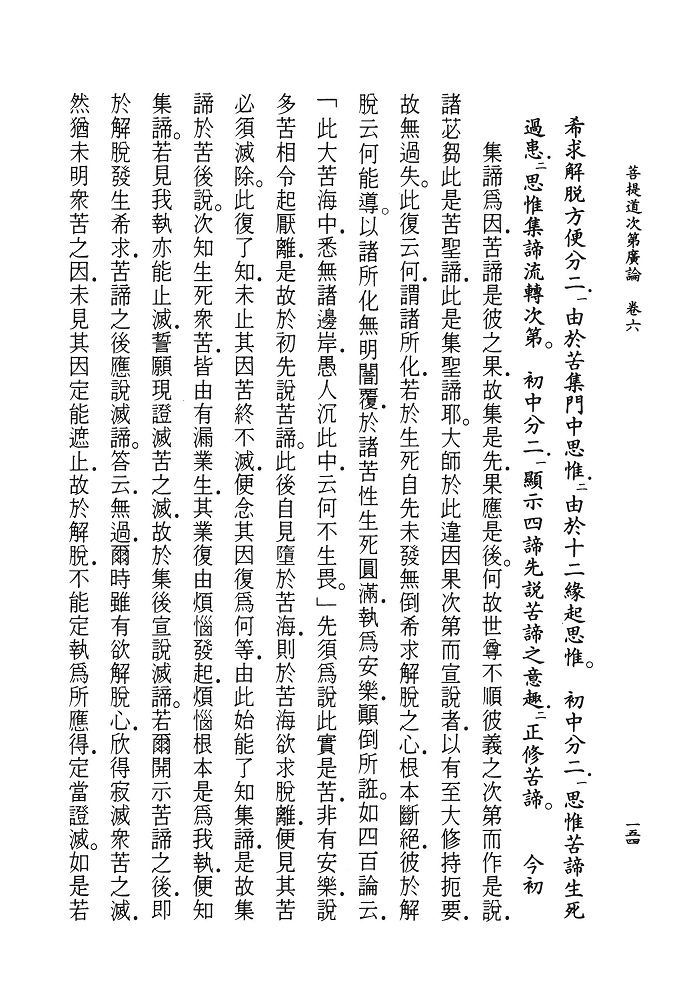 菩提道次第廣論　卷六
一五四
希求解脫方便分二．一由於苦集門中思惟．二由於十二緣起思惟。　初中分二．一思惟苦諦生死
過患．二思惟集諦流轉次第。　初中分二．一顯示四諦先說苦諦之意趣．二正修苦諦。　今初
集諦爲因苦諦是彼之果．故集是先．果應是後。何故世尊不順彼義之次第而作是說．
諸苾芻此是苦聖諦．此是集聖諦耶。大師於此違因果次第而宣說者．以有至大修持扼要．
故無過失。此復云何．謂諸所化．若於生死自先未發無倒希求解脫之心．根本斷絕．彼於解
脫云何能導。以諸所化無明闇覆．於諸苦性生死圓滿．執爲安樂．顚倒所誑。如四百論云．
「此大苦海中．悉無諸邊岸．愚人沉此中．云何不生畏。」先須爲說此實是苦．非有安樂．說
多苦相令起厭離．是故於初先說苦諦。此後自見墮於苦海．則於苦海欲求脫離．便見其苦
必須滅除。此復了知．未止其因苦終不滅．便念其因復爲何等．由此始能了知集諦．是故集
諦於苦後說。次知生死衆苦．皆由有漏業生．其業復由煩惱發起．煩惱根本是爲我執．便知
集諦。若見我執亦能止滅．誓願現證滅苦之滅．故於集後宣說滅諦。若爾開示苦諦之後．即
於解脫發生希求．苦諦之後應說滅諦。答云．無過．爾時雖有欲解脫心．欣得寂滅衆苦之滅．
然猶未明衆苦之因．未見其因定能遮止．故於解脫．不能定執爲所應得．定當證滅。如是若